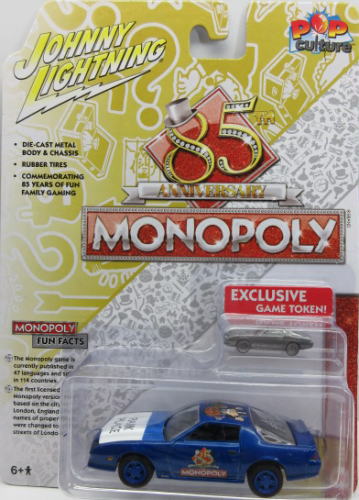 JOHNNY
LIGHTNING
POP
culture
• DIE-CAST METAL
BODY & CHASSIS
• RUBBER TIRES
• COMMEMORATING
85 YEARS OF FUN
FAMILY GAMING
85TH
ANNIVERSARY
MONOPOLY
EXCLUSIVE
GAME TOKEN!
MONOPOLY
FUN FACTS
The Monopoly game is
currently published in
47 languages and
in 114 countries.
The first licensed
Monopoly version
based on the city
London, England
names of proper
were changed to
streets of London
6+
85
MONOPOLY